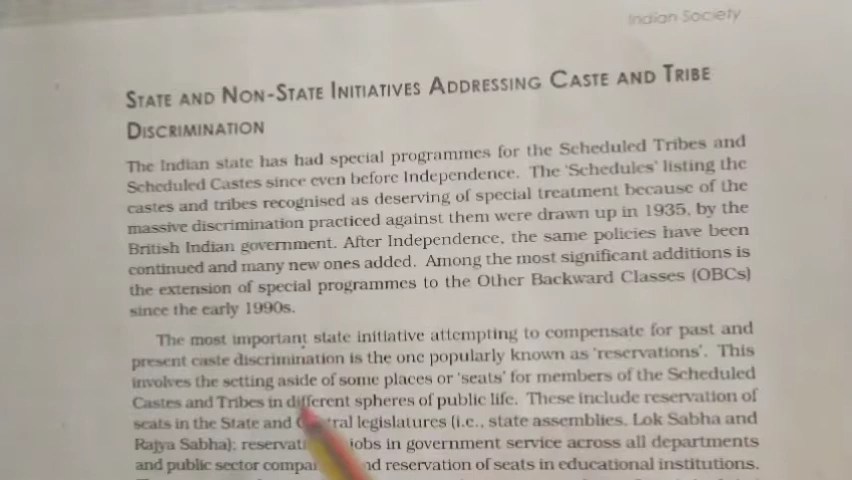 Indian Society
STATE AND NON-STATE INITIATIVES ADDRESSING CASTE AND TRIBE
DISCRIMINATION
The Indian state has had special programmes for the Scheduled Tribes and
Scheduled Castes since even before Independence. The ‘Schedules’ listing the
castes and tribes recognised as deserving of special treatment because of the
massive discrimination practiced against them were drawn up in 1935, by the
British Indian government. After Independence, the same policies have been
continued and many new ones added. Among the most significant additions is
the extension of special programmes to the Other Backward Classes (OBCs)
since the early 1990s.
The most important state initiative attempting to compensate for past and
present caste discrimination is the one popularly known as ‘reservations’. This
involves the setting aside of some places or ‘seats’ for members of the Scheduled
Castes and Tribes in different spheres of public life. These include reservation of
seats in the State and legislatures (i.e., state assemblies, Lok Sabha and
Rajya Sabha); jobs in government service across all departments
and public sector reservation of seats in educational institutions.